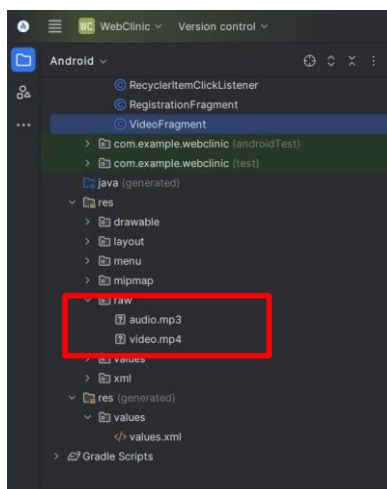 WC WebClinic Version control
Android
RecyclerItemClickListener
RegistrationFragment
VideoFragment
com.example.webclinic (androidTest)
com.example.webclinic (test)
java (generated)
res
drawable
layout
menu
mipmap
raw
audio.mp3
video.mp4
values
xml
res (generated)
values
values.xml
Gradle Scripts